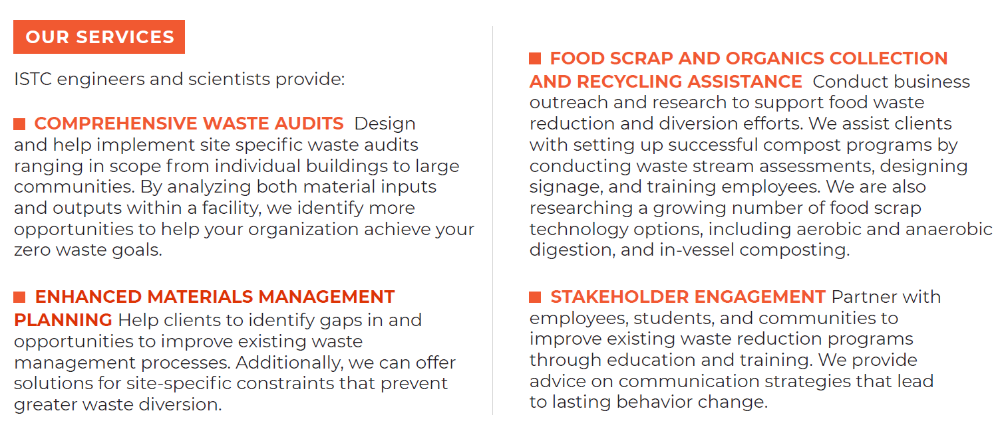 OUR SERVICES
ISTC engineers and scientists provide:
COMPREHENSIVE WASTE AUDITS Design
and help implement site specific waste audits
ranging in scope from individual buildings to large
communities. By analyzing both material inputs
and outputs within a facility, we identify more
opportunities to help your organization achieve your
zero waste goals.
ENHANCED MATERIALS MANAGEMENT
PLANNING Help clients to identify gaps in and
opportunities to improve existing waste
management processes. Additionally, we can offer
solutions for site-specific constraints that prevent
greater waste diversion.
FOOD SCRAP AND ORGANICS COLLECTION
AND RECYCLING ASSISTANCE Conduct business
outreach and research to support food waste
reduction and diversion efforts. We assist clients
with setting up successful compost programs by
conducting waste stream assessments, designing
signage, and training employees. We are also
researching a growing number of food scrap
technology options, including aerobic and anaerobic
digestion, and in-vessel composting.
STAKEHOLDER ENGAGEMENT Partner with
employees, students, and communities to
improve existing waste reduction programs
through education and training. We provide
advice on communication strategies that lead
to lasting behavior change.